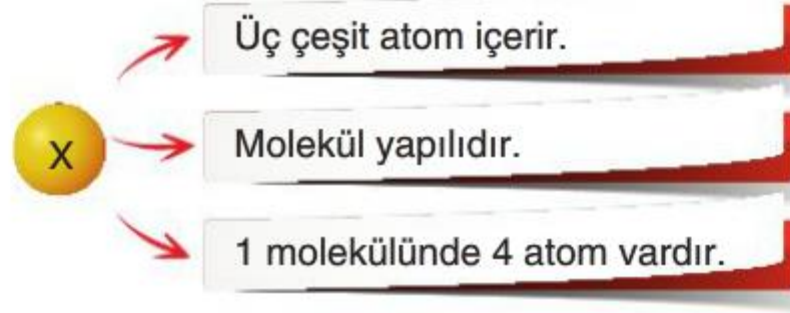 Üç çeşit atom içerir.
X
Molekül yapılıdır.
1 molekülünde 4 atom vardır.